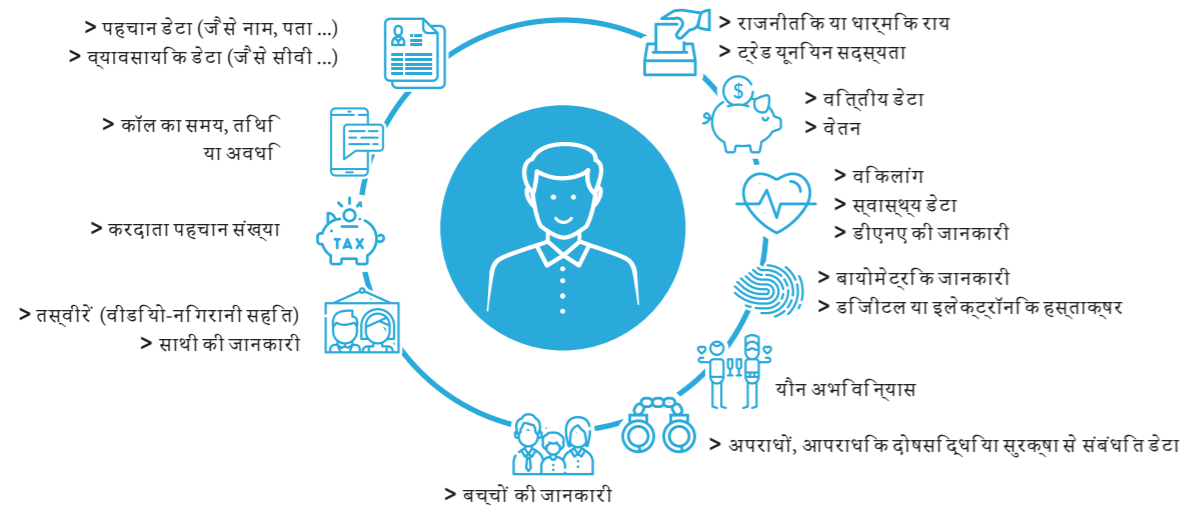 > पहचान डेटा (जैसे नाम, पता ...)
> व्यावसायिक डेटा (जैसे सीवी ...)
> राजनीतिक या धार्मिक राय
> ट्रेड यूनियन सदस्यता
$
> वित्तीय डेटा
> वेतन
> कॉल का समय, तिथि
या अवधि
> विकलांग
> स्वास्थ्य डेटा
> डीएनए की जानकारी
> करदाता पहचान संख्या
TAX
> बायोमेट्रिक जानकारी
> डिजीटल या इलेक्ट्रॉनिक हस्ताक्षर
> तस्वीरें (वीडियो-निगरानी सहित)
> साथी की जानकारी
यौन अभिविन्यास
> अपराधों, आपराधिक दोषसिद्धि या सुरक्षा से संबंधित डेटा
> बच्चों की जानकारी